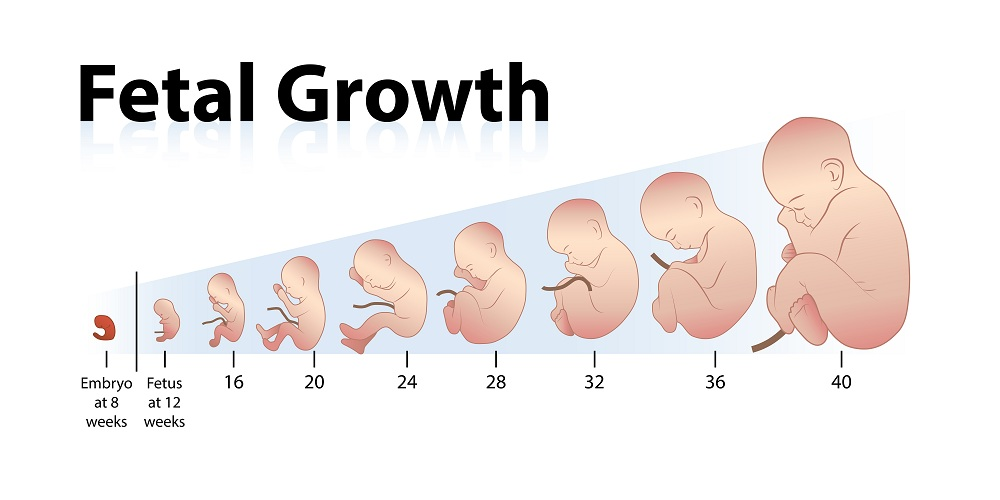 Fetal Growth
Embryo
at 8
weeks
Fetus
at 12
weeks
16
20
24
28
32
36
40